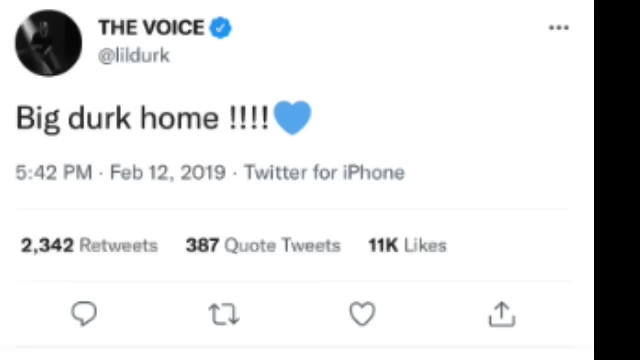 THE VOICE
@lildurk
Big durk home !!!!💙
5:42 PM · Feb 12, 2019 · Twitter for iPhone
2,342 Retweets 387 Quote Tweets 11K Likes